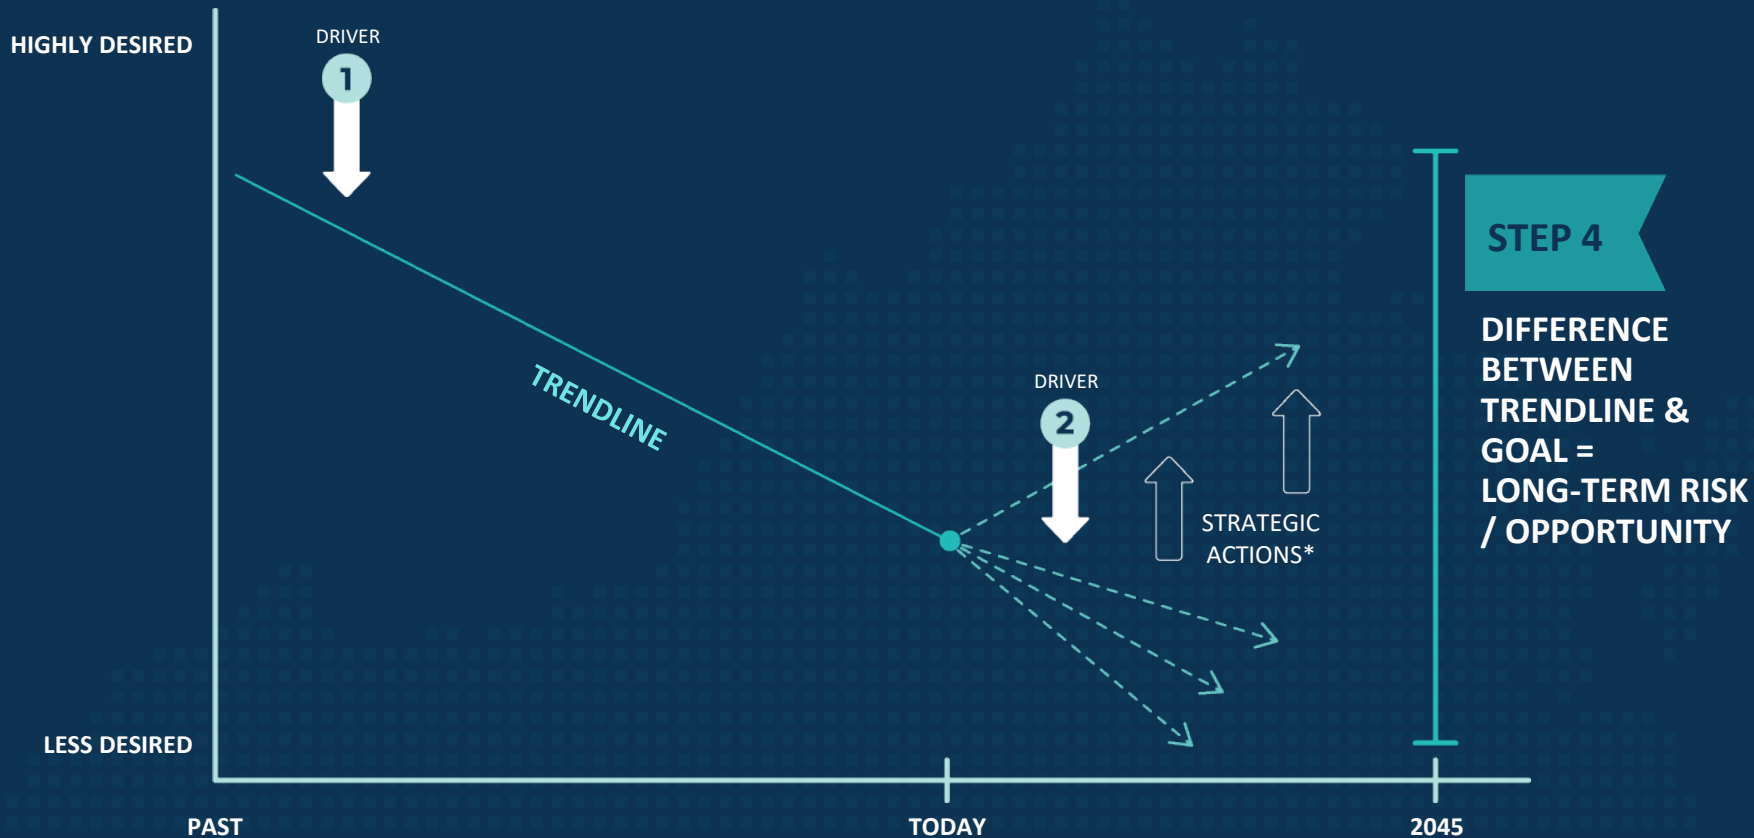 HIGHLY DESIRED
DRIVER
1
TRENDLINE
DRIVER
2
STRATEGIC
ACTIONS*
STEP 4
DIFFERENCE
BETWEEN
TRENDLINE &
GOAL =
LONG-TERM RISK
/ OPPORTUNITY
LESS DESIRED
PAST
TODAY
2045